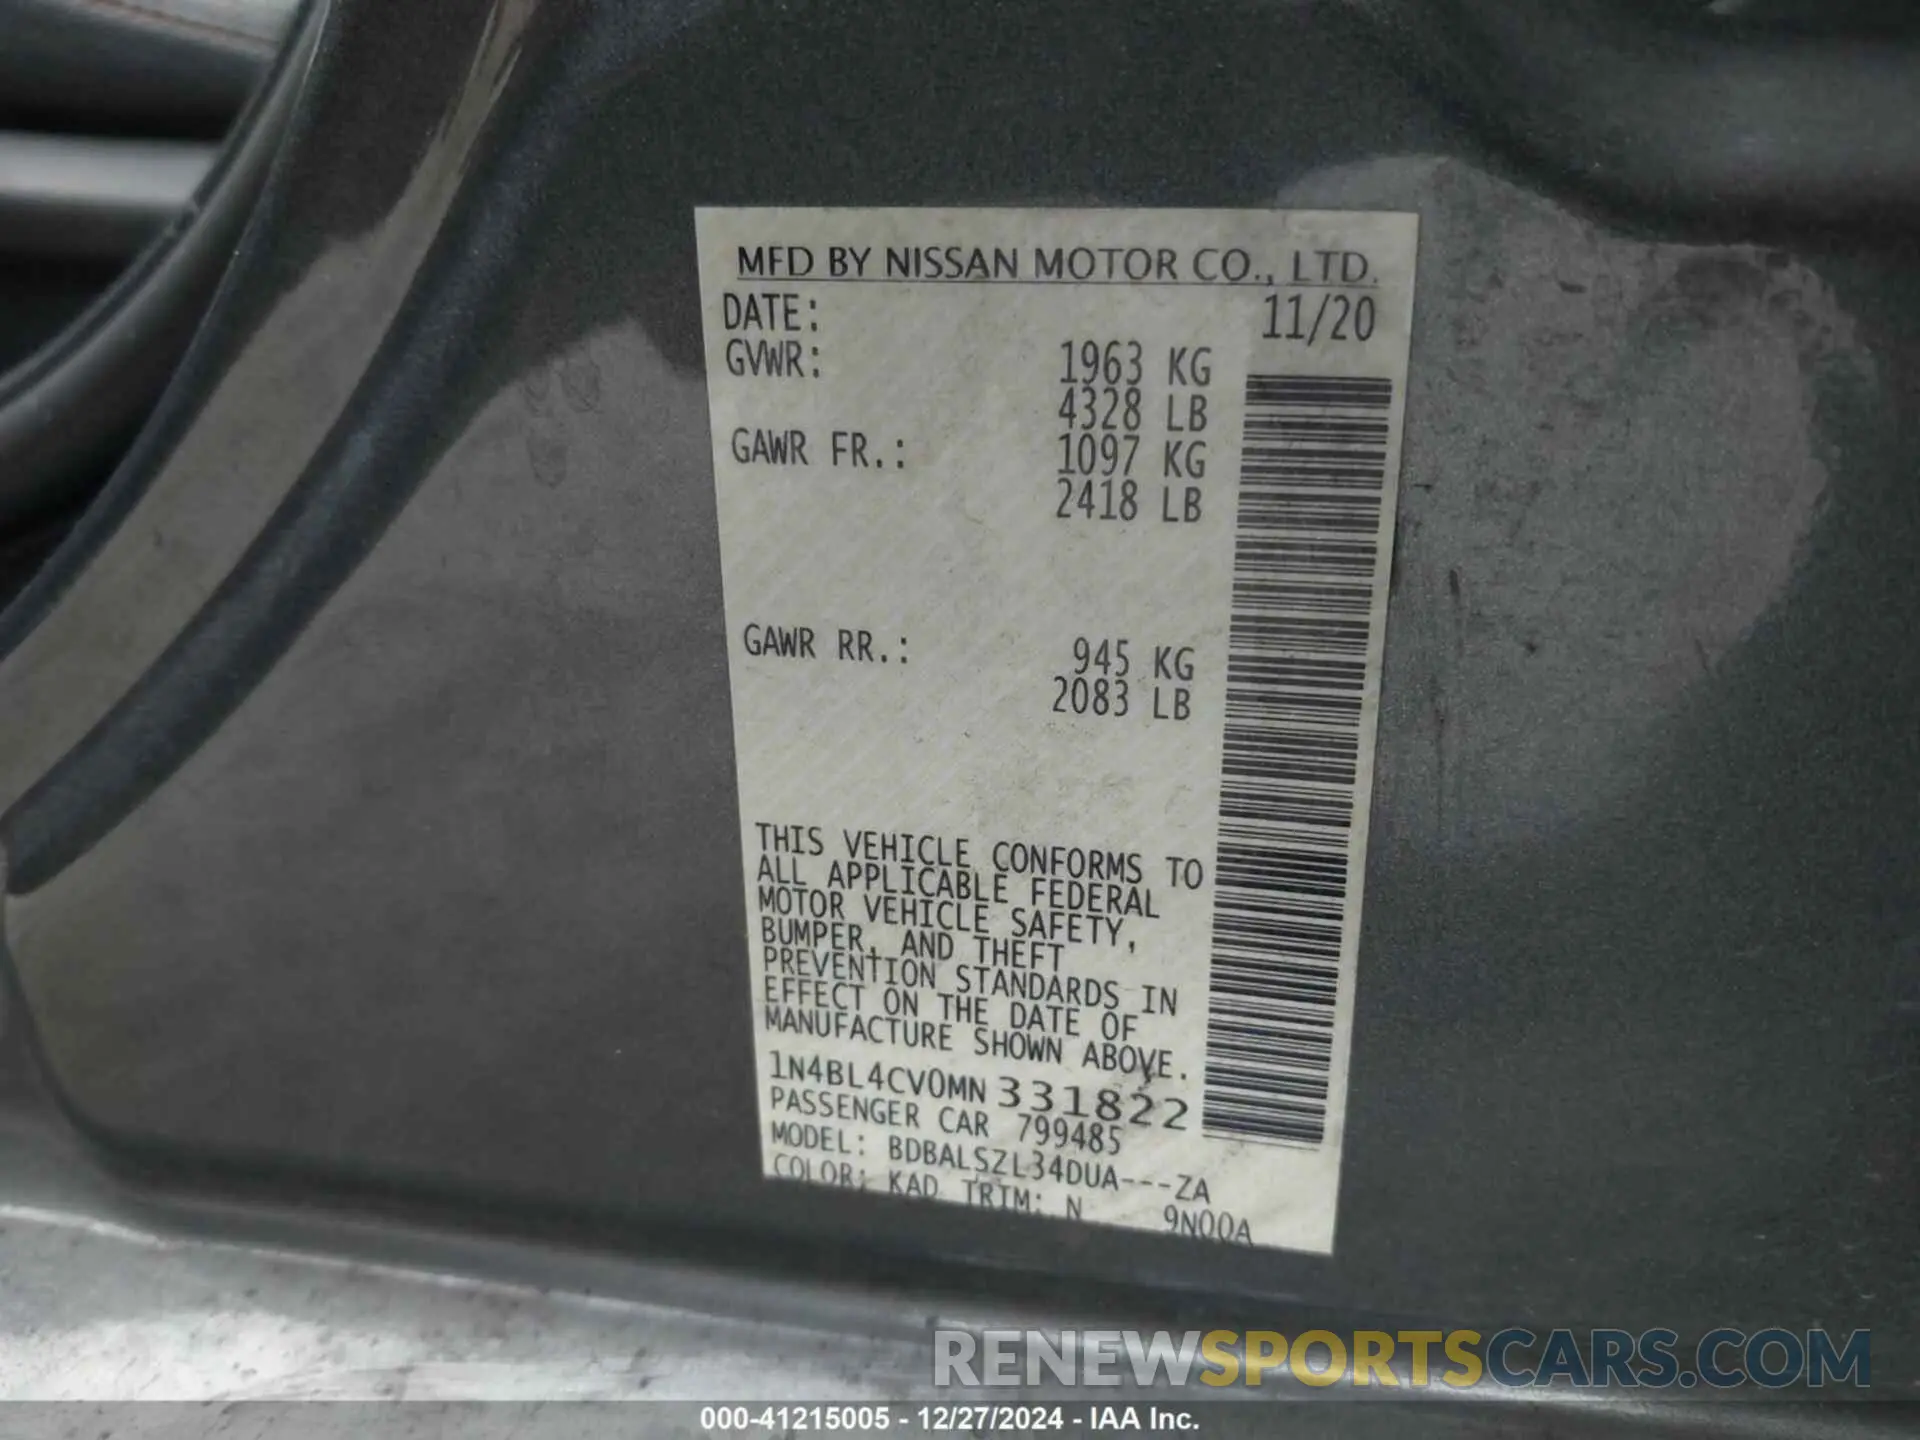 MFD BY NISSAN MOTOR CO., LTD.
DATE: 11/20
GVWR: 1963 KG
4328 LB
GAWR FR.: 1097 KG
2418 LB
GAWR RR.: 945 KG
2083 LB
THIS VEHICLE CONFORMS TO
ALL APPLICABLE FEDERAL
MOTOR VEHICLE SAFETY,
BUMPER, AND THEFT
PREVENTION STANDARDS IN
EFFECT ON THE DATE OF
MANUFACTURE SHOWN ABOVE.
1N4BL4CV0MN331822
PASSENGER CAR 799485
MODEL: BDBALSZL34DUA---ZA
COLOR: KAD TRIM: N 9N00A
RENEWSPORTSCARS.COM
000-41215005 - 12/27/2024 - IAA Inc.